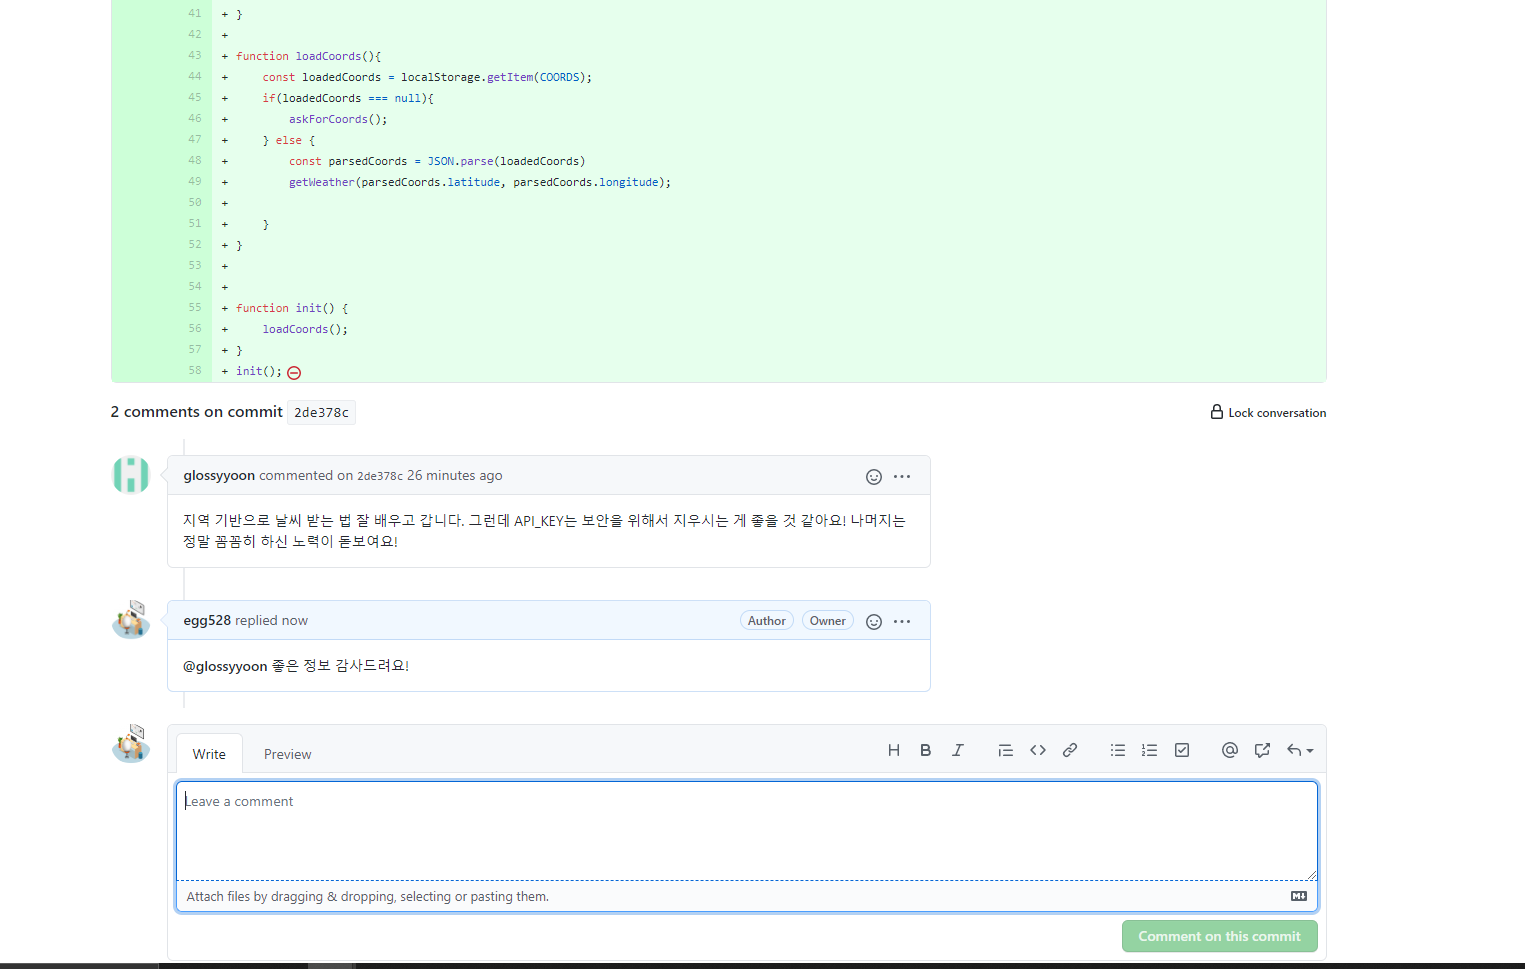 41 + }
42 +
43 + function loadCoords(){
44 + const loadedCoords = localStorage.getItem(COORDS);
45 + if(loadedCoords === null){
46 + askForCoords();
47 + } else {
48 + const parsedCoords = JSON.parse(loadedCoords)
49 + getWeather(parsedCoords.latitude, parsedCoords.longitude);
50 +
51 + }
52 + }
53 +
54 +
55 + function init() {
56 + loadCoords();
57 + }
58 + init();
2 comments on commit 2de378c Lock conversation
glossyyoon commented on 2de378c 26 minutes ago
지역 기반으로 날씨 받는 법 잘 배우고 갑니다. 그런데 API_KEY는 보안을 위해서 지우시는 게 좋을 것 같아요! 나머지는
정말 꼼꼼히 하신 노력이 돋보여요!
egg528 replied now Author Owner
@glossyyoon 좋은 정보 감사드려요!
Write Preview
Leave a comment
Attach files by dragging & dropping, selecting or pasting them.
Comment on this commit